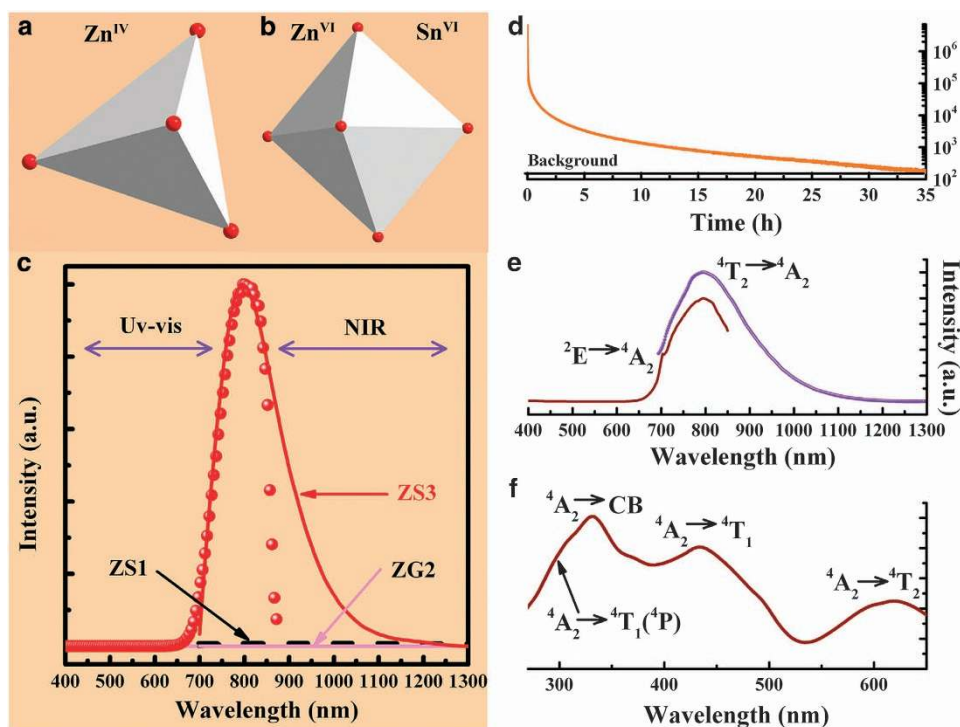 a
Zn^IV
b
Zn^VI
Sn^VI
c
Uv-vis
NIR
ZS3
ZS1
ZG2
Intensity (a.u.)
400 500 600 700 800 900 1000 1100 1200 1300
Wavelength (nm)
d
10^6
10^5
10^4
10^3
10^2
Background
0 5 10 15 20 25 30 35
Time (h)
e
^4T_2→^4A_2
^2E→^4A_2
Intensity (a.u.)
400 500 600 700 800 900 1000 1100 1200 1300
Wavelength (nm)
f
^4A_2→CB
^4A_2→^4T_1
^4A_2→^4T_2
^4A_2→^4T_1(^4P)
300 400 500 600
Wavelength (nm)